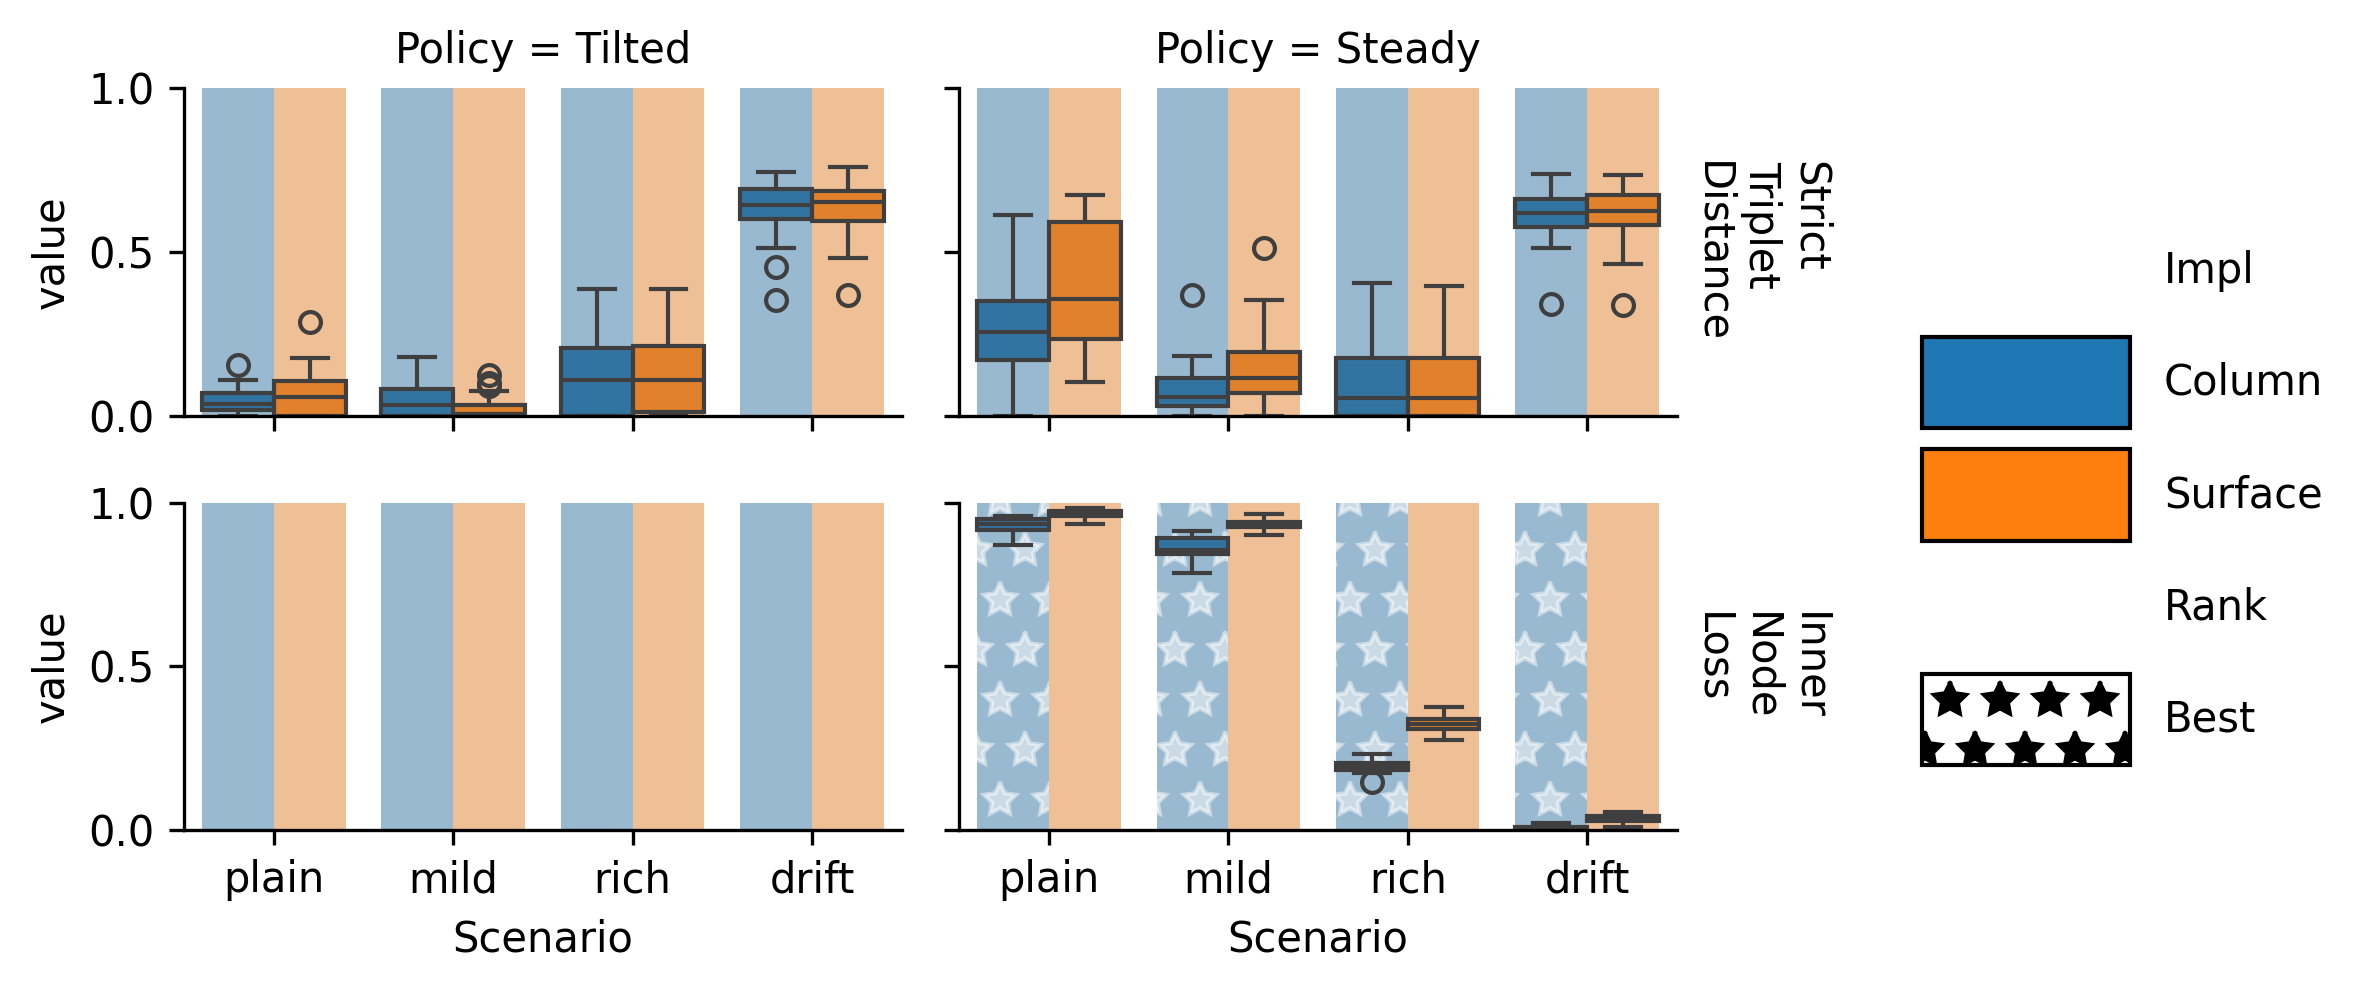 Policy = Tilted
Policy = Steady
1.0
0.5
0.0
value
Strict
Triplet
Distance
1.0
0.5
0.0
value
Inner
Node
Loss
plain
mild
rich
drift
plain
mild
rich
drift
Scenario
Scenario
Impl
Column
Surface
Rank
Best